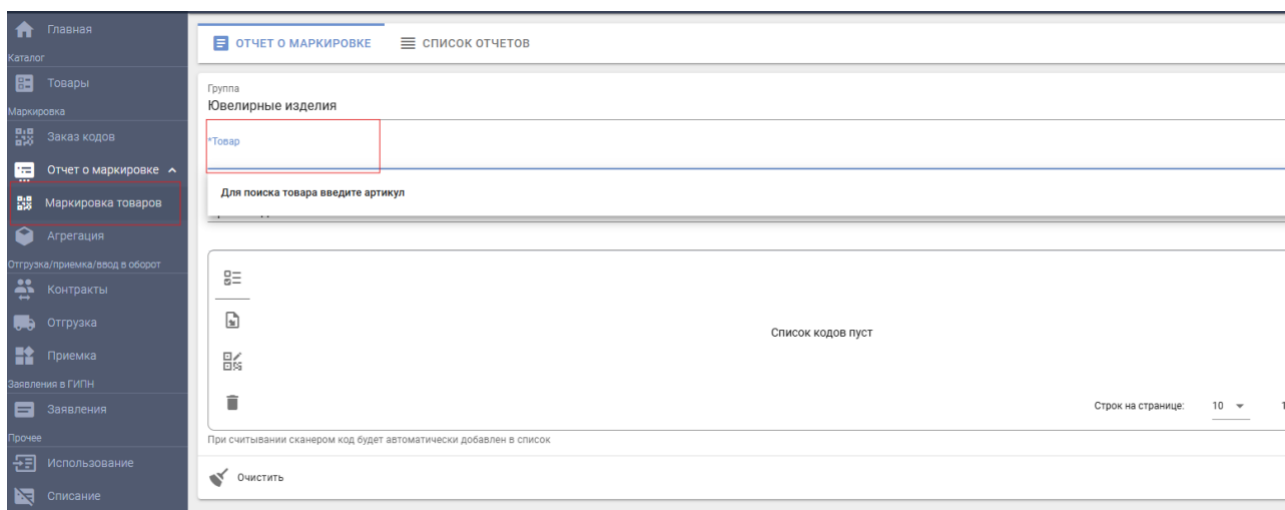 Главная
Каталог
Товары
Маркировка
Заказ кодов
Отчет о маркировке
Маркировка товаров
Агрегация
Отгрузка/приемка/ввод в оборот
Контракты
Отгрузка
Приемка
Заявления в ГИПН
Заявления
Прочее
Использование
Списание
ОТЧЕТ О МАРКИРОВКЕ
СПИСОК ОТЧЕТОВ
Группа
Ювелирные изделия
*Товар
Для поиска товара введите артикул
Список кодов пуст
Строк на странице: 10 1
При считывании сканером код будет автоматически добавлен в список
Очистить